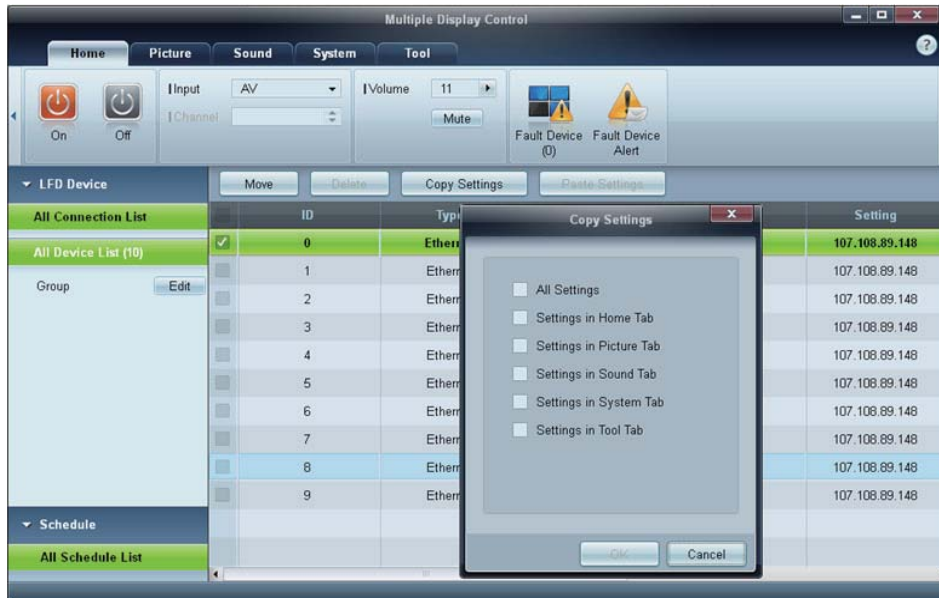 Multiple Display Control
Home Picture Sound System Tool
Input AV Volume 11
Channel Mute
On Off Fault Device (0) Fault Device Alert
LFD Device Move Delete Copy Settings Paste Settings
All Connection List
All Device List (10)
Group Edit
ID Type Setting
0 Ethern 107.108.89.148
1 Ethern 107.108.89.148
2 Ethern 107.108.89.148
3 Ethern 107.108.89.148
4 Ethern 107.108.89.148
5 Ethern 107.108.89.148
6 Ethern 107.108.89.148
7 Ethern 107.108.89.148
8 Ethern 107.108.89.148
9 Ethern 107.108.89.148
Copy Settings
All Settings
Settings in Home Tab
Settings in Picture Tab
Settings in Sound Tab
Settings in System Tab
Settings in Tool Tab
OK Cancel
Schedule
All Schedule List